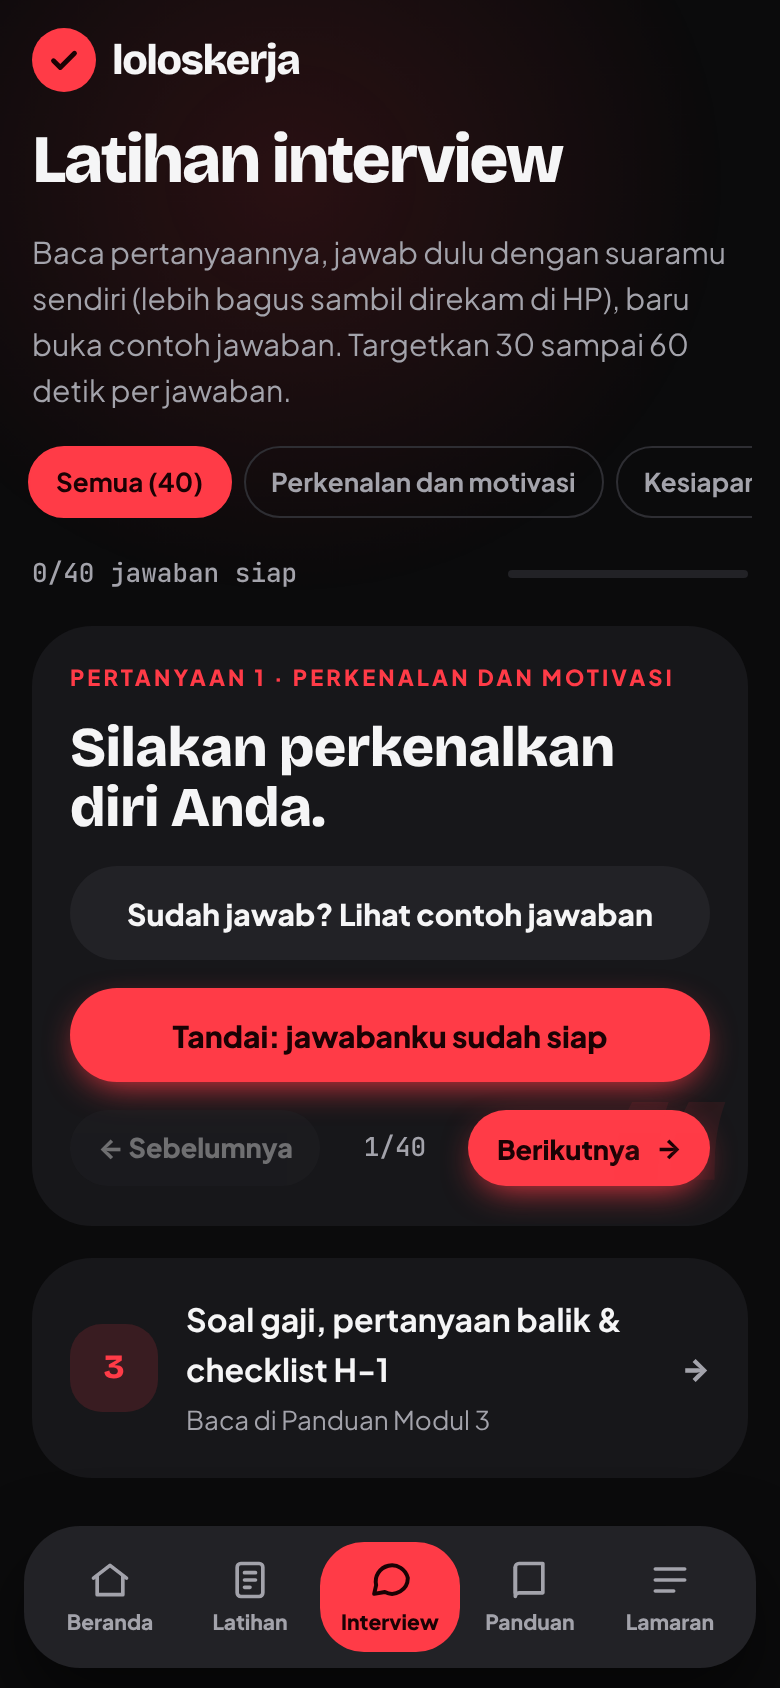 loloskerja
Latihan interview
Baca pertanyaannya, jawab dulu dengan suaramu
sendiri (lebih bagus sambil direkam di HP), baru
buka contoh jawaban. Targetkan 30 sampai 60
detik per jawaban.
Semua (40)
Perkenalan dan motivasi
Kesiapan
0/40 jawaban siap
PERTANYAAN 1 · PERKENALAN DAN MOTIVASI
Silakan perkenalkan
diri Anda.
Sudah jawab? Lihat contoh jawaban
Tandai: jawabanku sudah siap
← Sebelumnya
1/40
Berikutnya →
3
Soal gaji, pertanyaan balik &
checklist H-1
→
Baca di Panduan Modul 3
Beranda
Latihan
Interview
Panduan
Lamaran